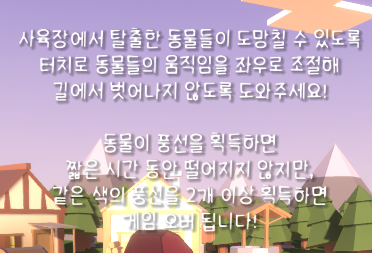 사육장에서 탈출한 동물들이 도망칠 수 있도록
터치로 동물들의 움직임을 좌우로 조절해
길에서 벗어나지 않도록 도와주세요!
동물이 풍선을 획득하면
짧은 시간 동안 떨어지지 않지만,
같은 색의 풍선을 2개 이상 획득하면
게임 오버 됩니다!